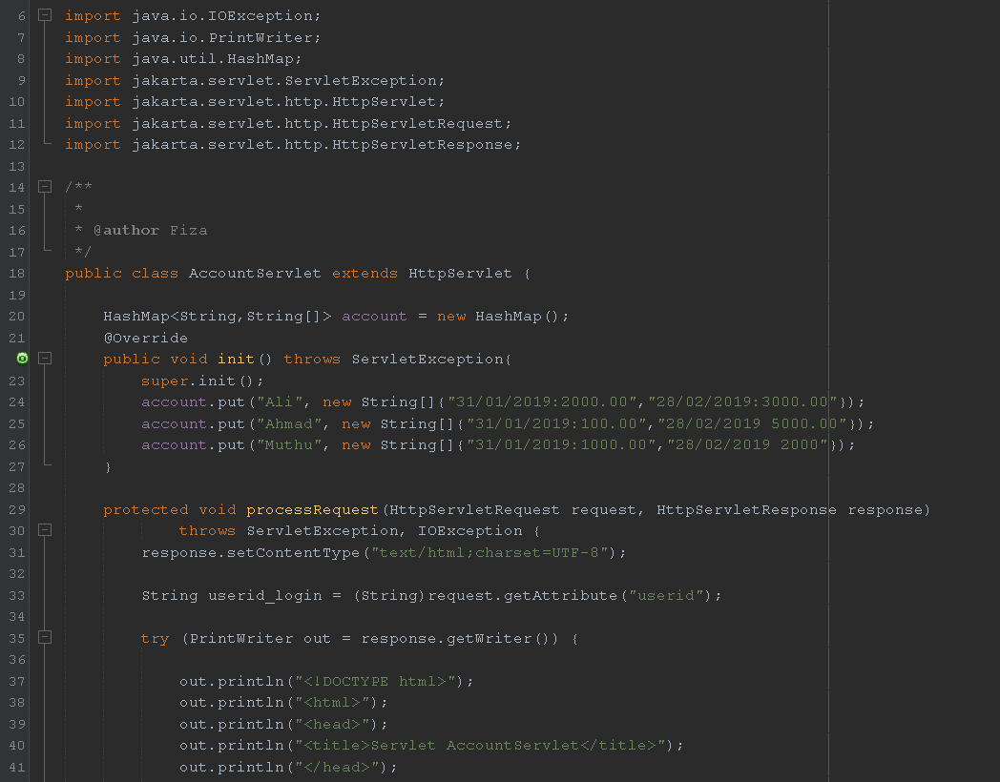 6 import java.io.IOException;
7 import java.io.PrintWriter;
8 import java.util.HashMap;
9 import jakarta.servlet.ServletException;
10 import jakarta.servlet.http.HttpServlet;
11 import jakarta.servlet.http.HttpServletRequest;
12 import jakarta.servlet.http.HttpServletResponse;
13
14 /**
15 *
16 * @author Fiza
17 */
18 public class AccountServlet extends HttpServlet {
19
20 HashMap<String,String[]> account = new HashMap();
21 @Override
public void init() throws ServletException{
23 super.init();
24 account.put("Ali", new String[]{"31/01/2019:2000.00","28/02/2019:3000.00"});
25 account.put("Ahmad", new String[]{"31/01/2019:100.00","28/02/2019 5000.00"});
26 account.put("Muthu", new String[]{"31/01/2019:1000.00","28/02/2019 2000"});
27 }
28
29 protected void processRequest(HttpServletRequest request, HttpServletResponse response)
30 throws ServletException, IOException {
31 response.setContentType("text/html;charset=UTF-8");
32
33 String userid_login = (String)request.getAttribute("userid");
34
35 try (PrintWriter out = response.getWriter()) {
36
37 out.println("<!DOCTYPE html>");
38 out.println("<html>");
39 out.println("<head>");
40 out.println("<title>Servlet AccountServlet</title>");
41 out.println("</head>");